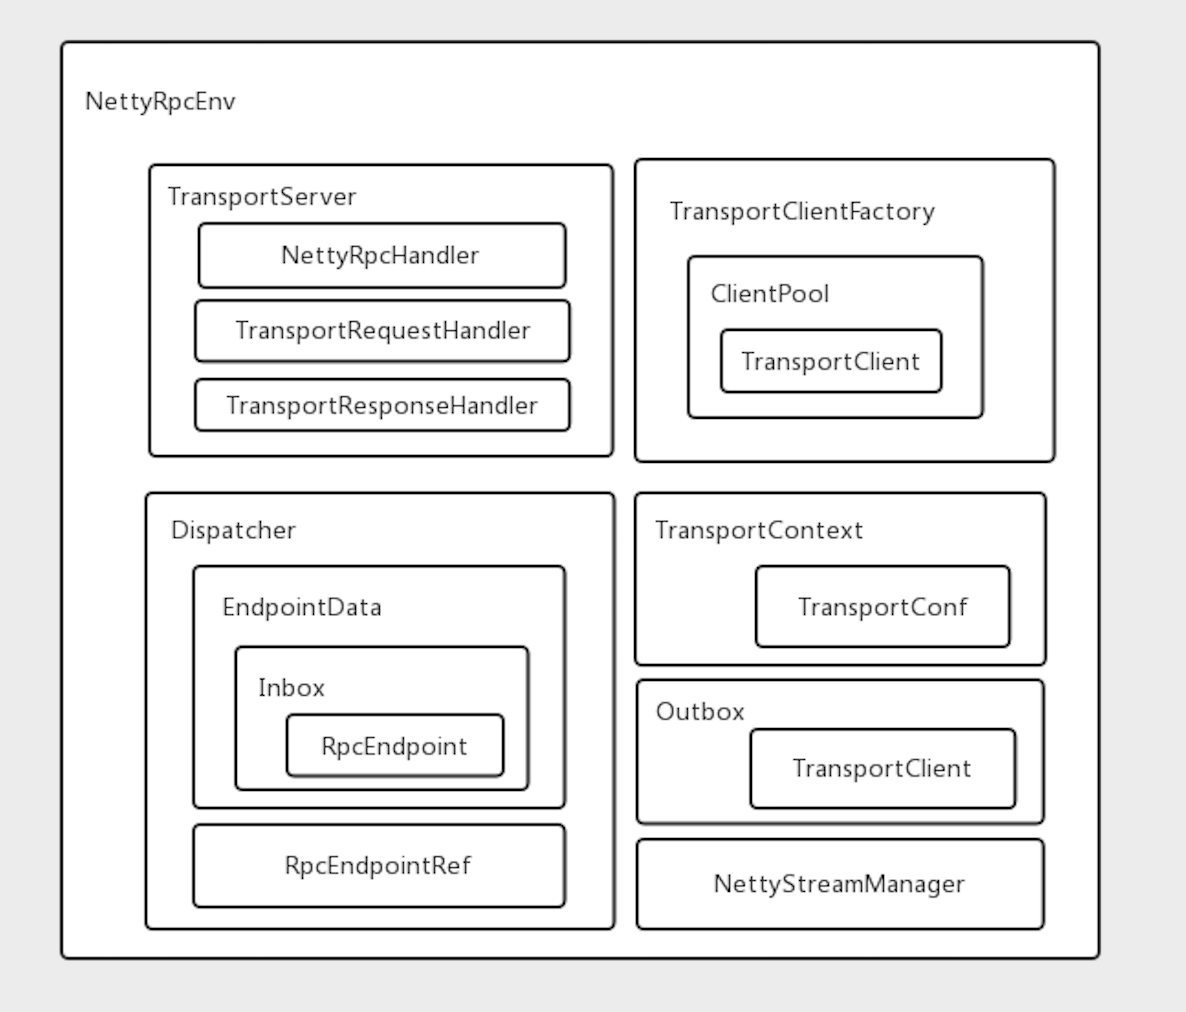 NettyRpcEnv
TransportServer
NettyRpcHandler
TransportRequestHandler
TransportResponseHandler
TransportClientFactory
ClientPool
TransportClient
Dispatcher
EndpointData
Inbox
RpcEndpoint
RpcEndpointRef
TransportContext
TransportConf
Outbox
TransportClient
NettyStreamManager